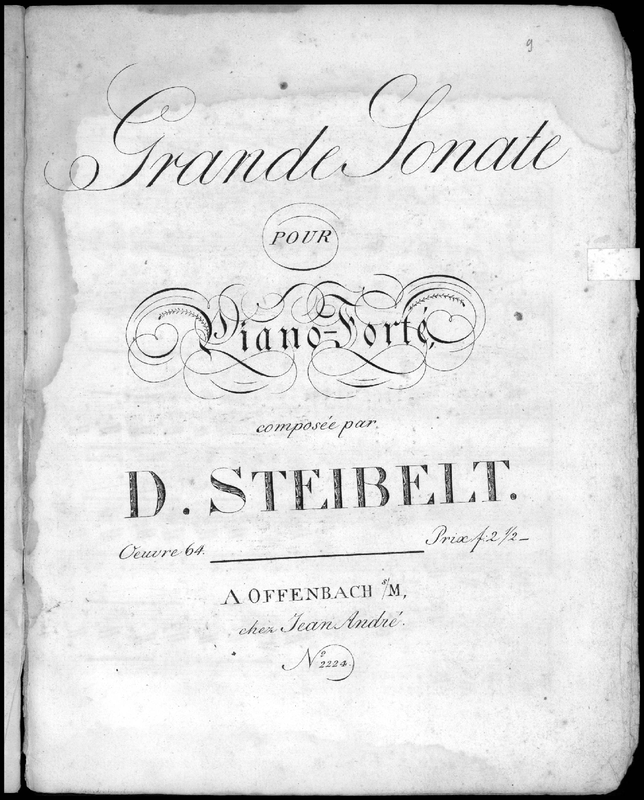 9
Grande Sonate
POUR
Piano-Forté,
composée par
D. STEIBELT.
Oeuvre 64. Prix f. 2 1/2
A OFFENBACH s/M,
chez Jean André.
No 2224.